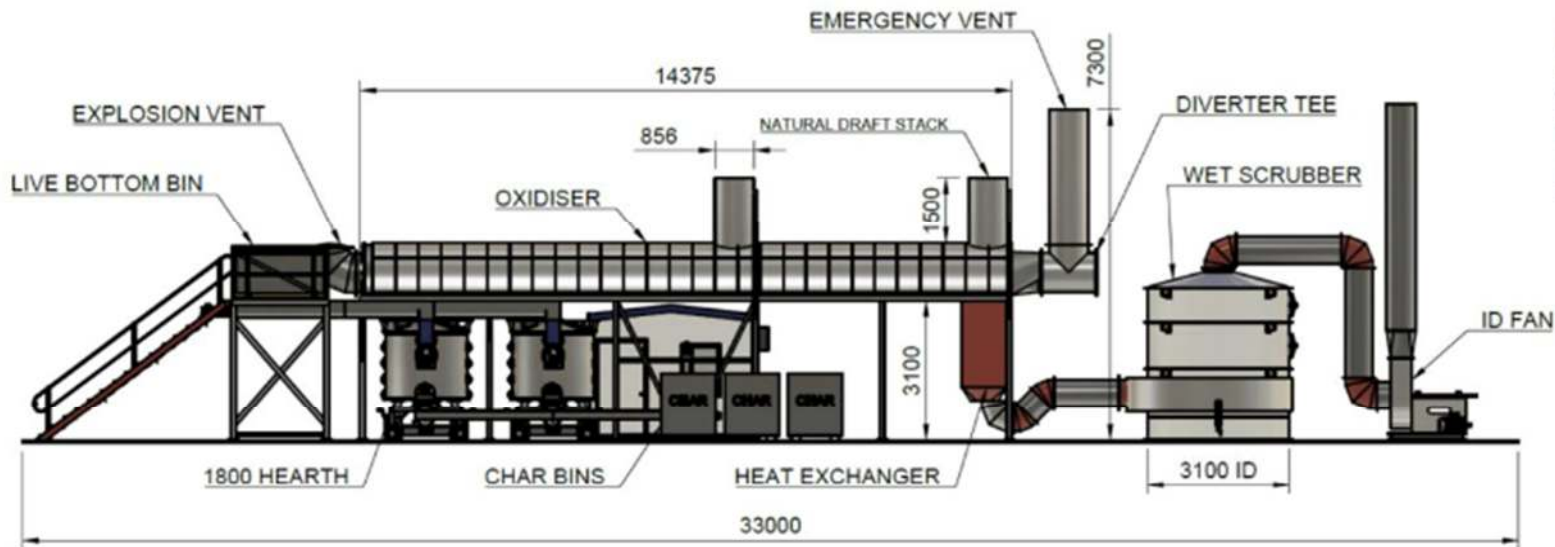 EMERGENCY VENT
14375
7300
EXPLOSION VENT
856
NATURAL DRAFT STACK
DIVERTER TEE
LIVE BOTTOM BIN
OXIDISER
1500
WET SCRUBBER
3100
ID FAN
CHAR
CHAR
CHAR
1800 HEARTH
CHAR BINS
HEAT EXCHANGER
3100 ID
33000